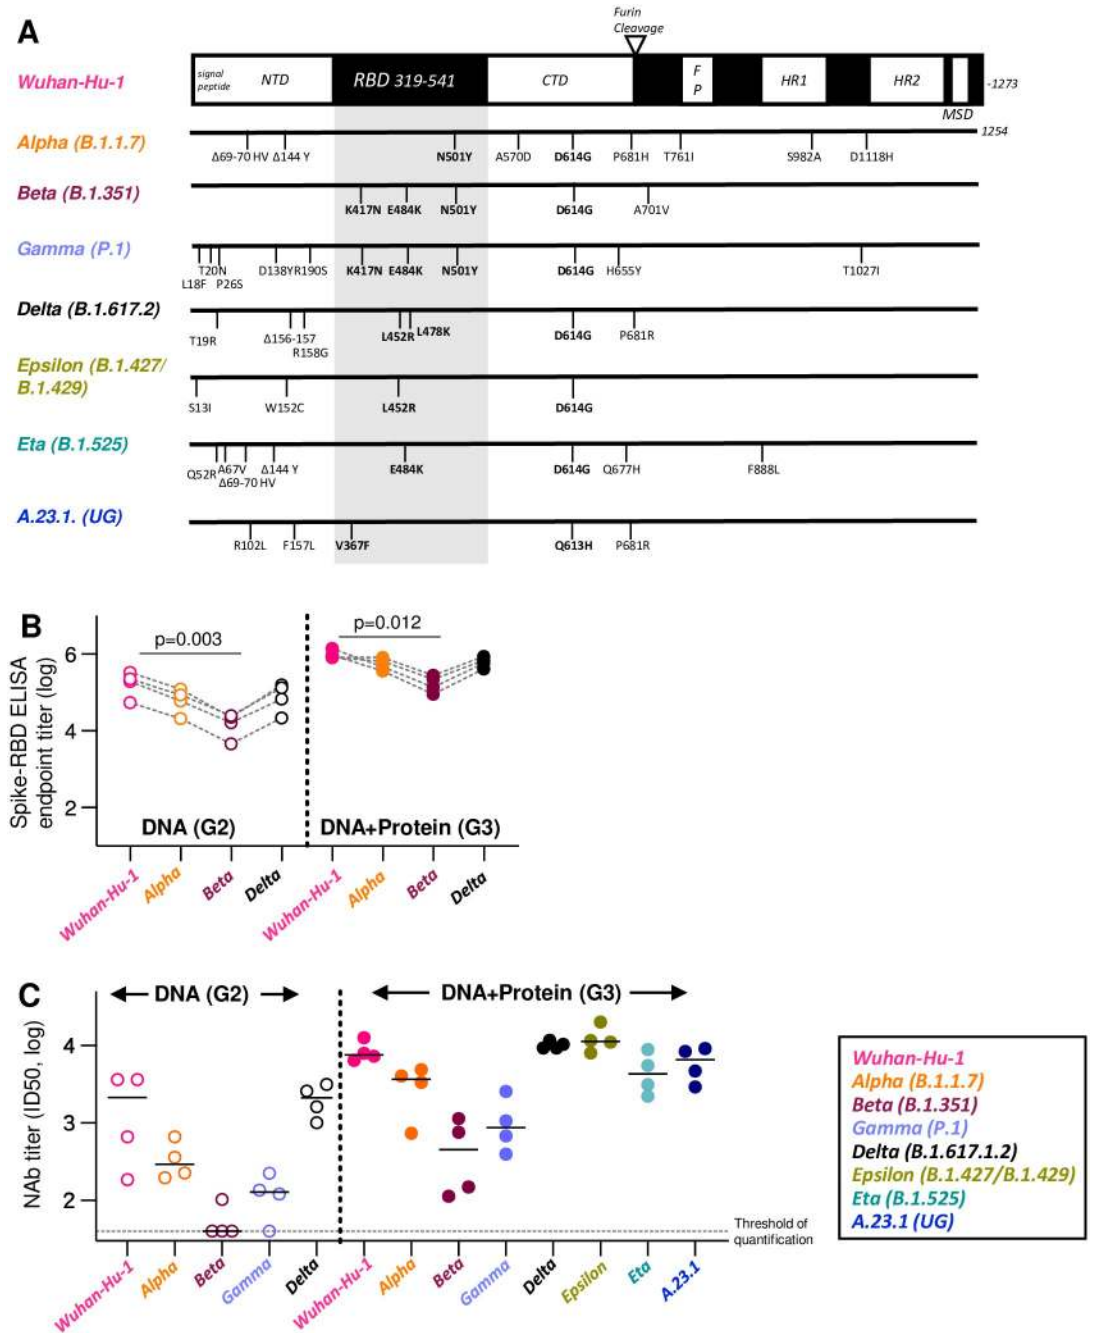 A
Furin
Cleavage
Wuhan-Hu-1
signal
peptide
NTD
RBD 319-541
CTD
F
P
HR1
HR2
-1273
MSD
1254
Alpha (B.1.1.7)
Δ69-70 HV Δ144 Y N501Y A570D D614G P681H T761I S982A D1118H
Beta (B.1.351)
K417N E484K N501Y D614G A701V
Gamma (P.1)
T20N D138Y R190S K417N E484K N501Y D614G H655Y T1027I
L18F P26S
Delta (B.1.617.2)
T19R Δ156-157 L452R L478K D614G P681R
R158G
Epsilon (B.1.427/
B.1.429)
S13I W152C L452R D614G
Eta (B.1.525)
Q52R A67V Δ144 Y E484K D614G Q677H F888L
Δ69-70 HV
A.23.1. (UG)
R102L F157L V367F Q613H P681R
B
p=0.003
p=0.012
Spike-RBD ELISA
endpoint titer (log)
6
4
2
DNA (G2)
DNA+Protein (G3)
Wuhan-Hu-1 Alpha Beta Delta Wuhan-Hu-1 Alpha Beta Delta
C
DNA (G2)
DNA+Protein (G3)
NAb titer (ID50, log)
4
3
2
Threshold of
quantification
Wuhan-Hu-1 Alpha Beta Gamma Delta Wuhan-Hu-1 Alpha Beta Gamma Delta Epsilon Eta A.23.1
Wuhan-Hu-1
Alpha (B.1.1.7)
Beta (B.1.351)
Gamma (P.1)
Delta (B.1.617.1.2)
Epsilon (B.1.427/B.1.429)
Eta (B.1.525)
A.23.1 (UG)